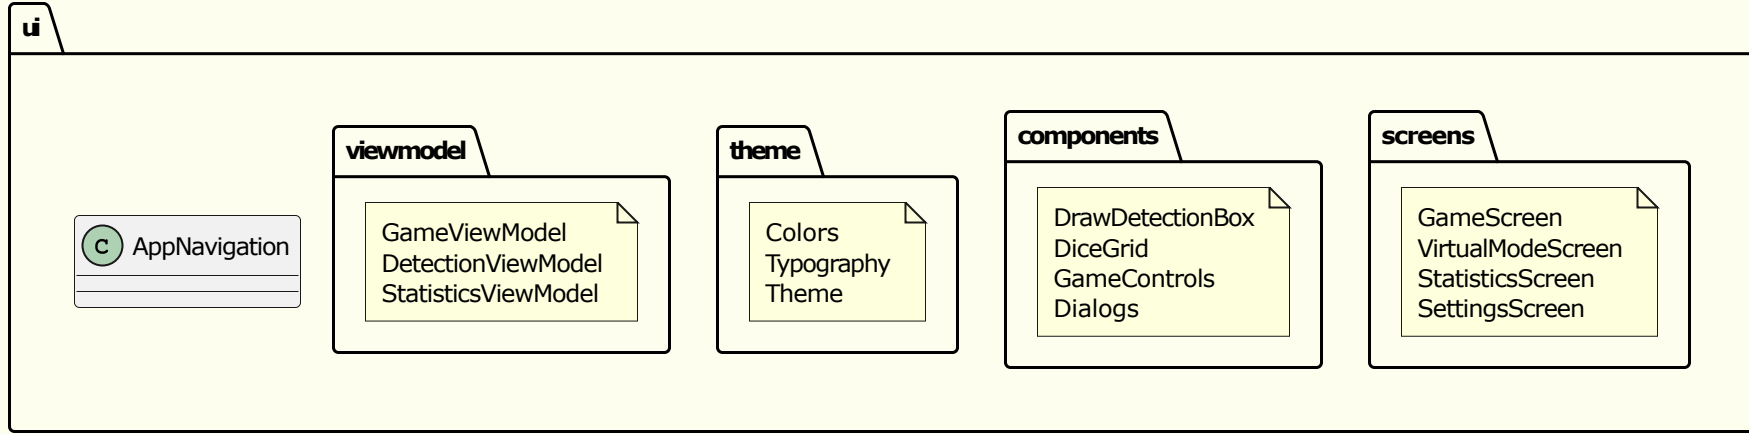 ui
C AppNavigation
viewmodel
GameViewModel
DetectionViewModel
StatisticsViewModel
theme
Colors
Typography
Theme
components
DrawDetectionBox
DiceGrid
GameControls
Dialogs
screens
GameScreen
VirtualModeScreen
StatisticsScreen
SettingsScreen